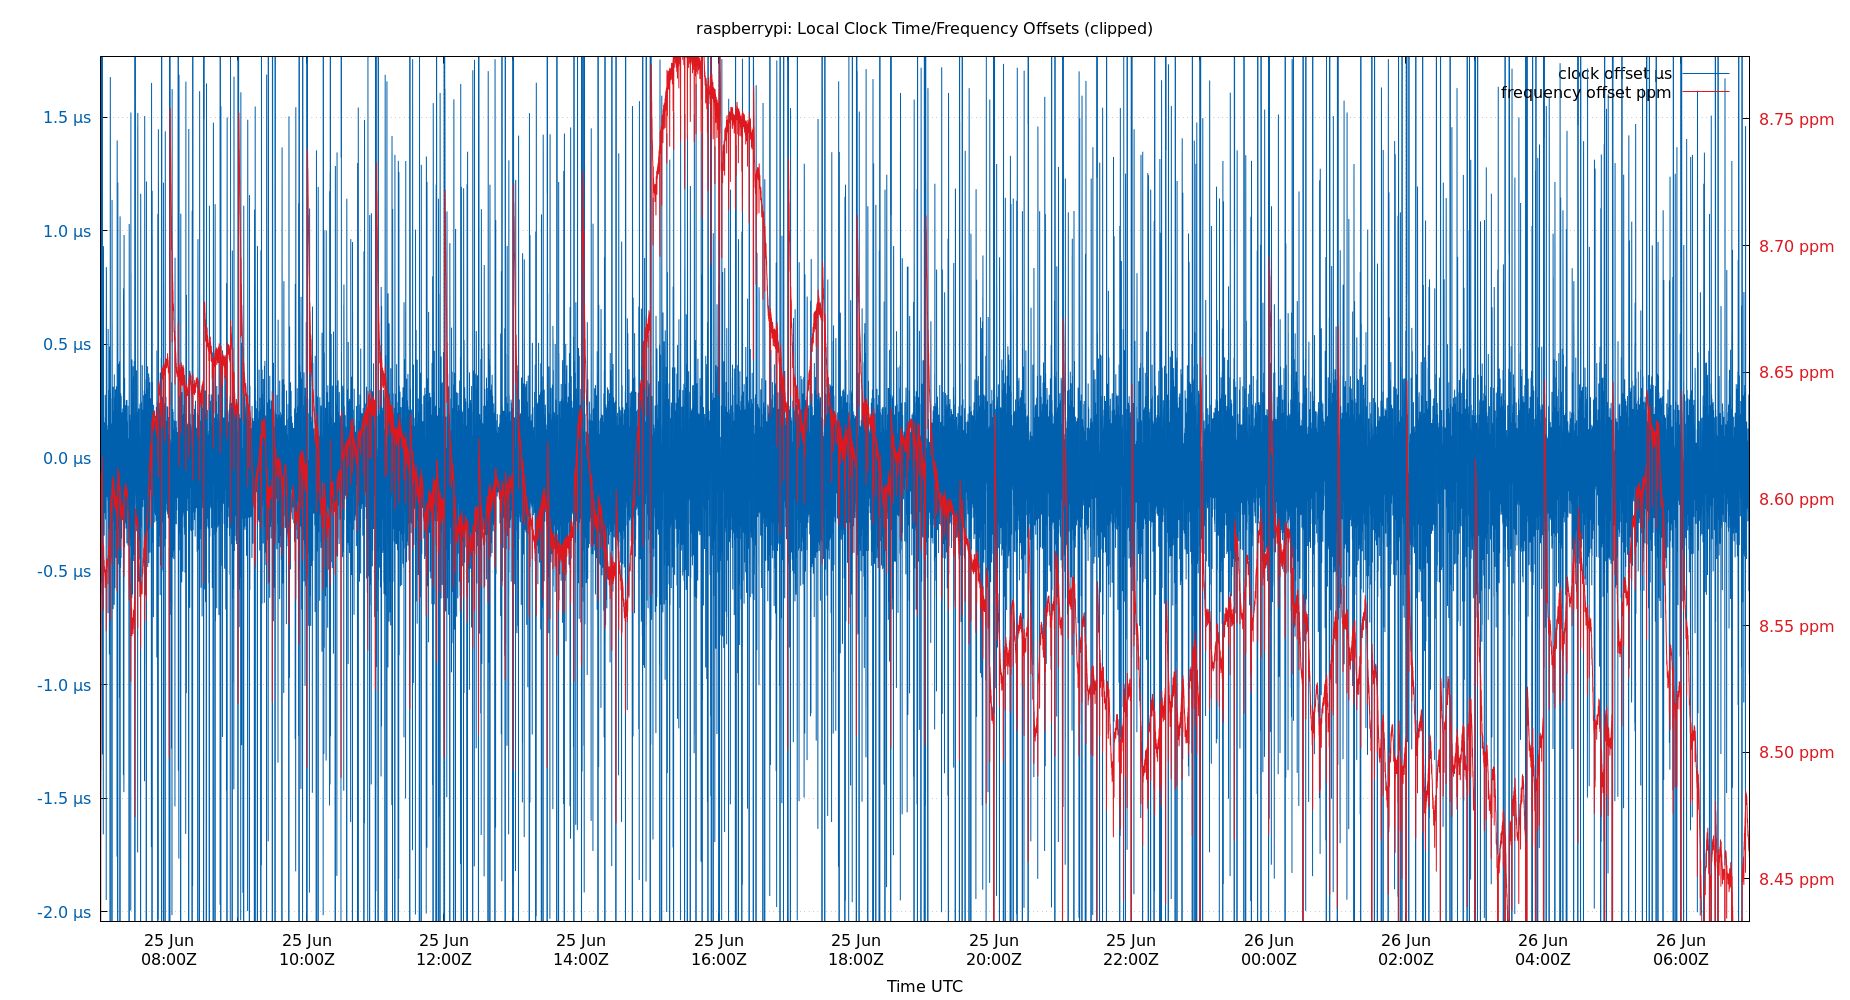 raspberrypi: Local Clock Time/Frequency Offsets (clipped)
clock offset µs
frequency offset ppm
1.5 µs
1.0 µs
0.5 µs
0.0 µs
-0.5 µs
-1.0 µs
-1.5 µs
-2.0 µs
8.75 ppm
8.70 ppm
8.65 ppm
8.60 ppm
8.55 ppm
8.50 ppm
8.45 ppm
25 Jun
08:00Z
25 Jun
10:00Z
25 Jun
12:00Z
25 Jun
14:00Z
25 Jun
16:00Z
25 Jun
18:00Z
25 Jun
20:00Z
25 Jun
22:00Z
26 Jun
00:00Z
26 Jun
02:00Z
26 Jun
04:00Z
26 Jun
06:00Z
Time UTC